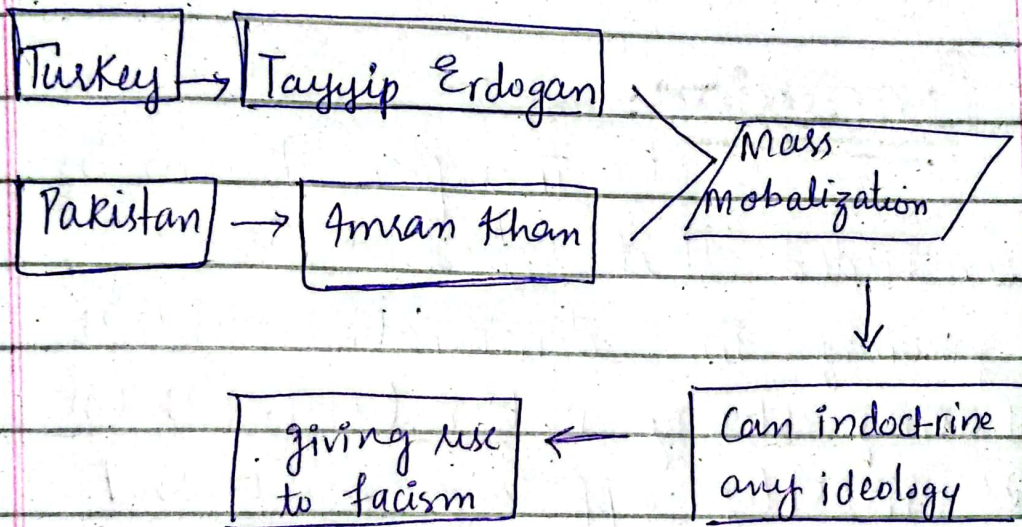 Turkey → Tayyip Erdogan
Pakistan → Imran Khan
Mass
mobalization
Can indoctrine
any ideology
giving rise
to facism